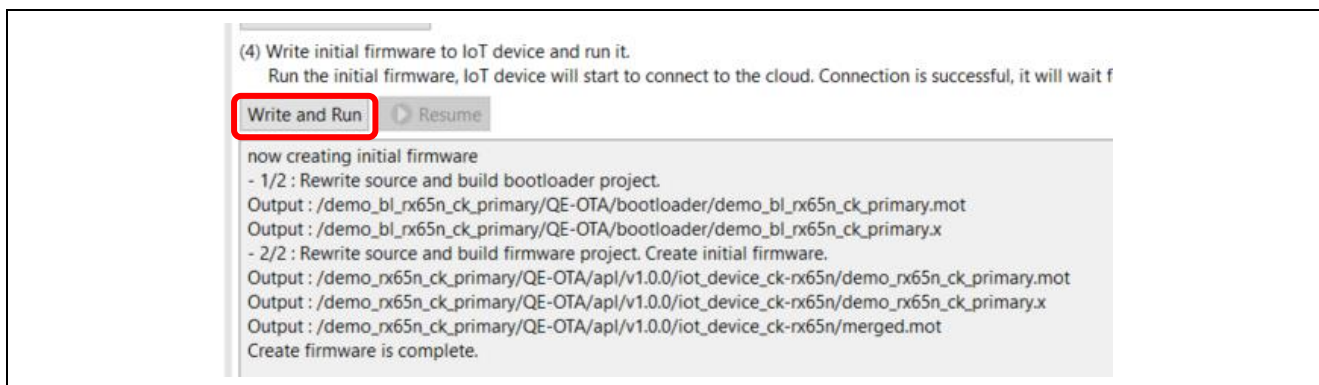 (4) Write initial firmware to IoT device and run it.
Run the initial firmware, IoT device will start to connect to the cloud. Connection is successful, it will wait f
Write and Run Resume
now creating initial firmware
- 1/2 : Rewrite source and build bootloader project.
Output : /demo_bl_rx65n_ck_primary/QE-OTA/bootloader/demo_bl_rx65n_ck_primary.mot
Output : /demo_bl_rx65n_ck_primary/QE-OTA/bootloader/demo_bl_rx65n_ck_primary.x
- 2/2 : Rewrite source and build firmware project. Create initial firmware.
Output : /demo_rx65n_ck_primary/QE-OTA/apl/v1.0.0/iot_device_ck-rx65n/demo_rx65n_ck_primary.mot
Output : /demo_rx65n_ck_primary/QE-OTA/apl/v1.0.0/iot_device_ck-rx65n/demo_rx65n_ck_primary.x
Output : /demo_rx65n_ck_primary/QE-OTA/apl/v1.0.0/iot_device_ck-rx65n/merged.mot
Create firmware is complete.